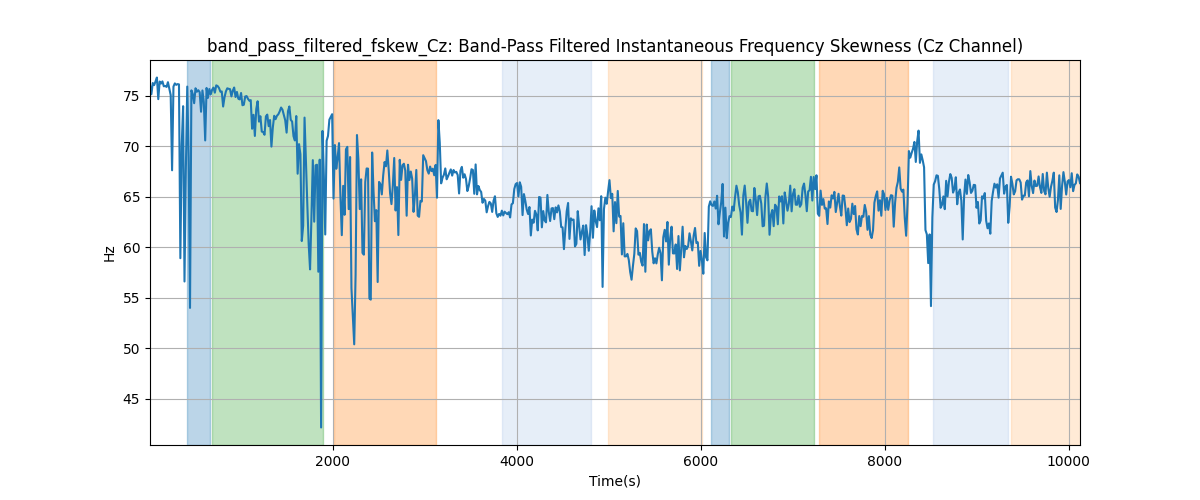 band_pass_filtered_fskew_Cz: Band-Pass Filtered Instantaneous Frequency Skewness (Cz Channel)
75
70
65
60
55
50
45
Hz
2000 4000 6000 8000 10000
Time(s)